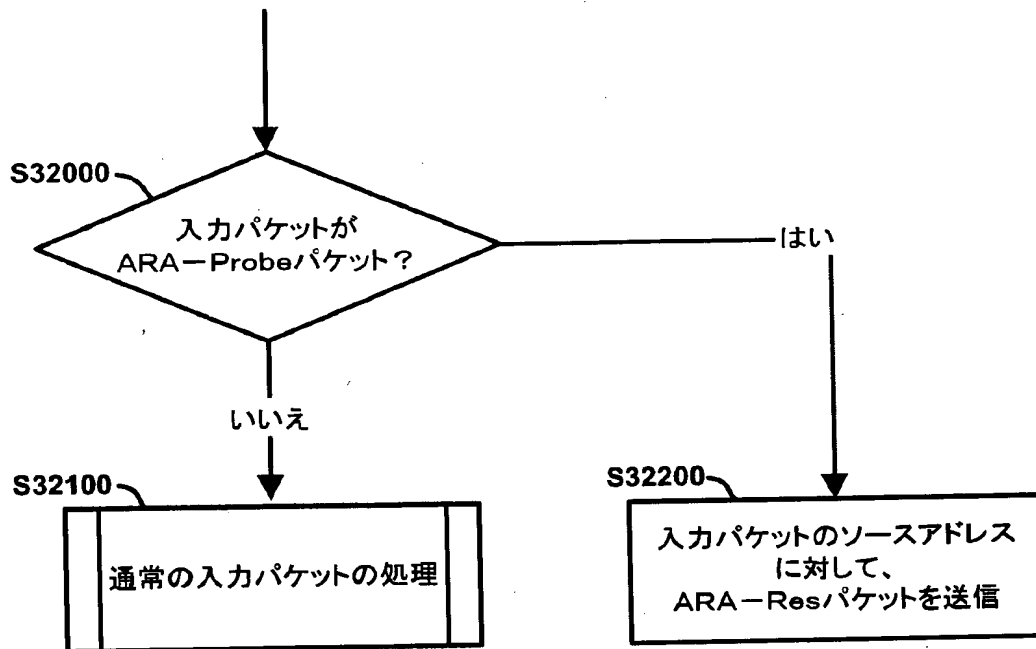 S32000
入力パケットが
ARA－Probeパケット？
はい
いいえ
S32100
通常の入力パケットの処理
S32200
入力パケットのソースアドレス
に対して、
ARA－Resパケットを送信